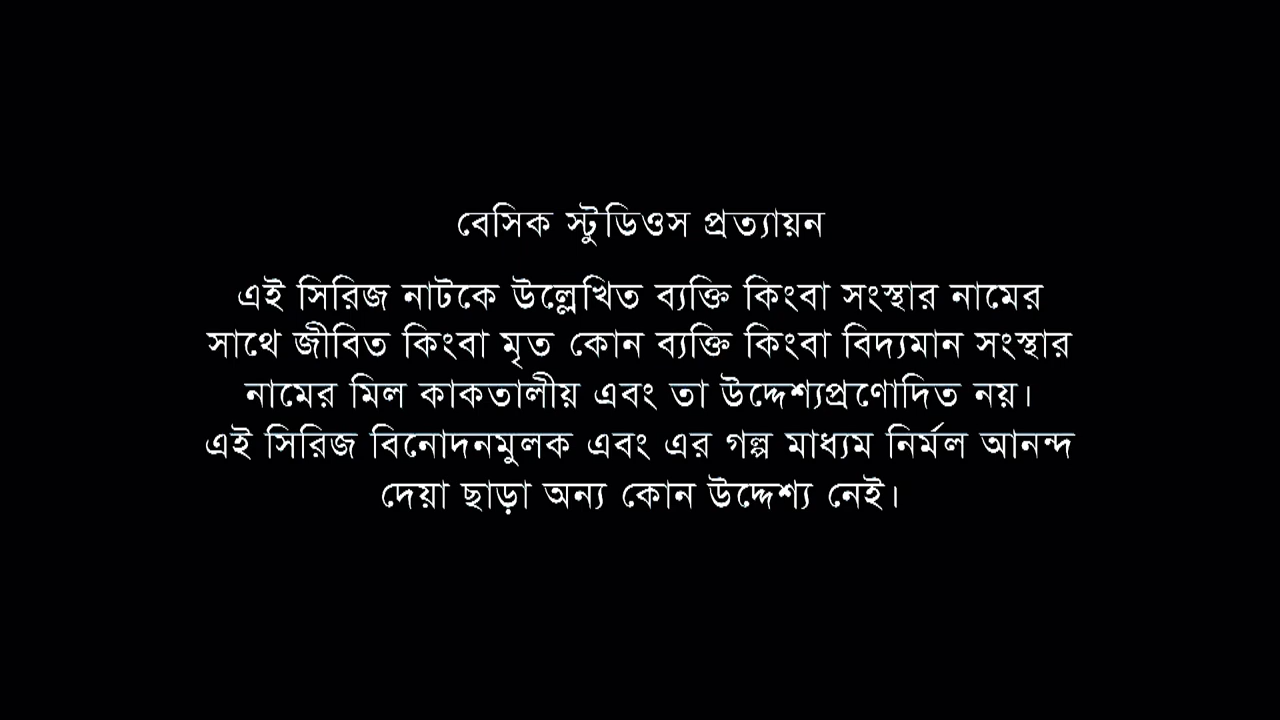 বেসিক স্টুডিওস প্রত্যায়ন
এই সিরিজ নাটকে উল্লেখিত ব্যক্তি কিংবা সংস্থার নামের
সাথে জীবিত কিংবা মৃত কোন ব্যক্তি কিংবা বিদ্যমান সংস্থার
নামের মিল কাকতালীয় এবং তা উদ্দেশ্যপ্রণোদিত নয়।
এই সিরিজ বিনোদনমুলক এবং এর গল্প মাধ্যম নির্মল আনন্দ
দেয়া ছাড়া অন্য কোন উদ্দেশ্য নেই।